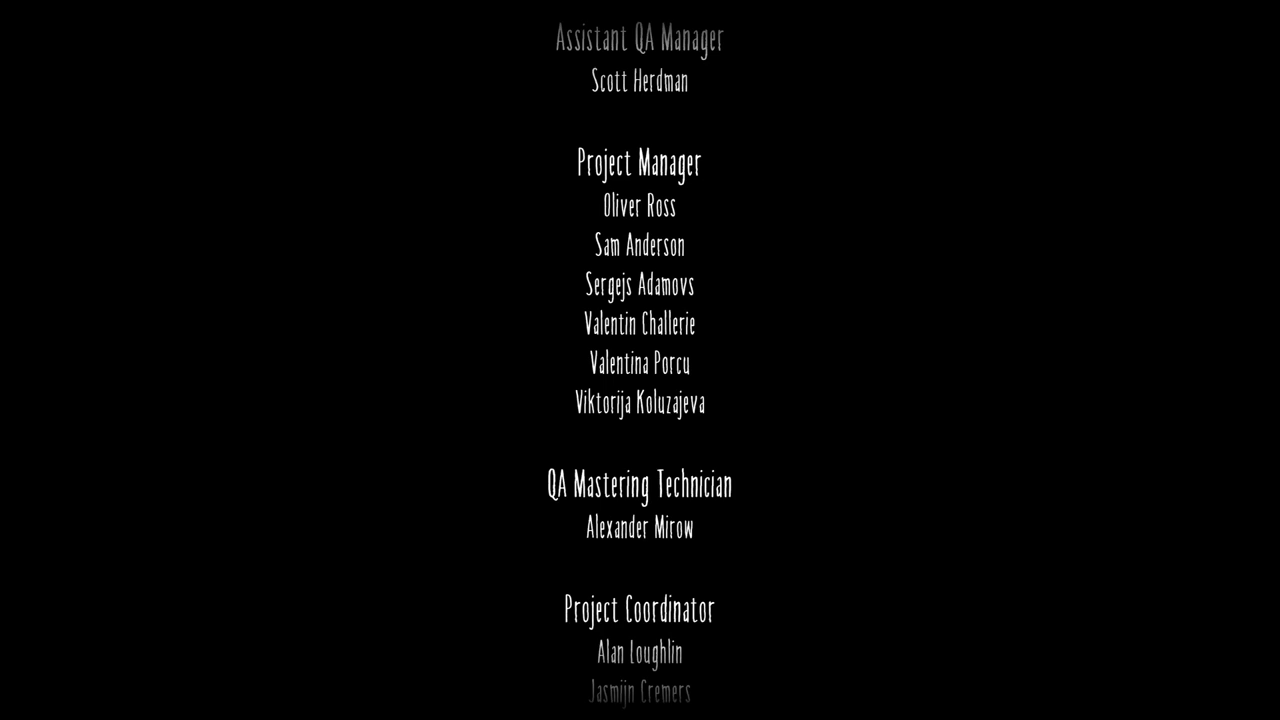 Assistant QA Manager
Scott Herdman
Project Manager
Oliver Ross
Sam Anderson
Sergejs Adamovs
Valentin Challerie
Valentina Porcu
Viktorija Koluzajeva
QA Mastering Technician
Alexander Mirow
Project Coordinator
Alan Loughlin
Jasmijn Cremers